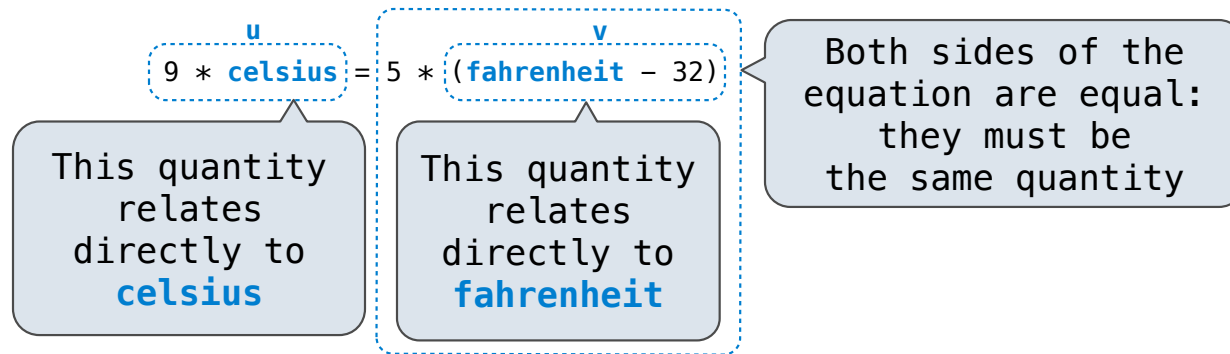 u
v
9 * celsius = 5 * (fahrenheit − 32)
Both sides of the
equation are equal:
they must be
the same quantity
This quantity
relates
directly to
celsius
This quantity
relates
directly to
fahrenheit